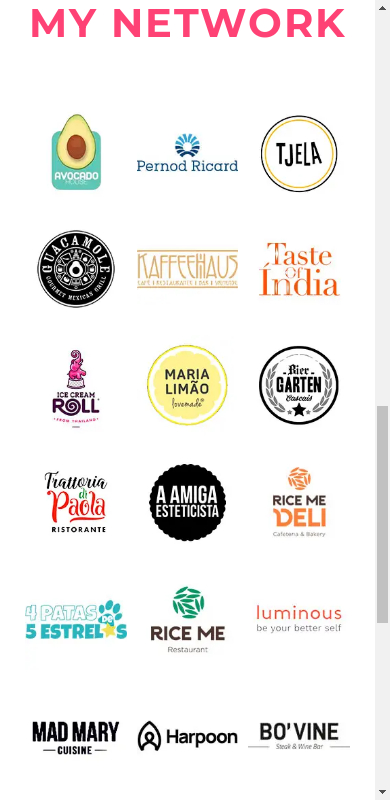 MY NETWORK
AVOCADO
HOUSE
Pernod Ricard
TJELA
GUACAMOLE
GOURMET MEXICAN GRILL
KAFFEEHAUS
CAFÉ | RESTAURANTE | BAR | WEINSTUBE
Taste
OF
India
ICE CREAM
ROLL
FROM THAILAND
MARIA
LIMÃO
lovemade
Bier
GARTEN
Cascais
Trattoria
di
Paola
RISTORANTE
A AMIGA
ESTETICISTA
RICE ME
DELI
Cafeteria & Bakery
4 PATAS
DE
5 ESTRELAS
RICE ME
Restaurant
luminous
be your better self
MAD MARY
CUISINE
Harpoon
BO'VINE
Steak & Wine Bar